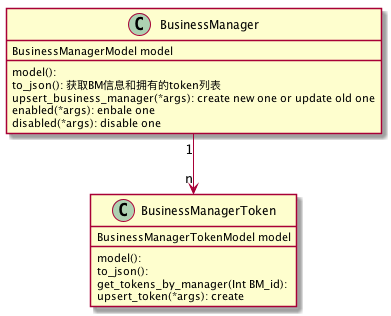 C BusinessManager
BusinessManagerModel model
model():
to_json(): 获取BM信息和拥有的token列表
upsert_business_manager(*args): create new one or update old one
enabled(*args): enbale one
disabled(*args): disable one
1
n
C BusinessManagerToken
BusinessManagerTokenModel model
model():
to_json():
get_tokens_by_manager(Int BM_id):
upsert_token(*args): create